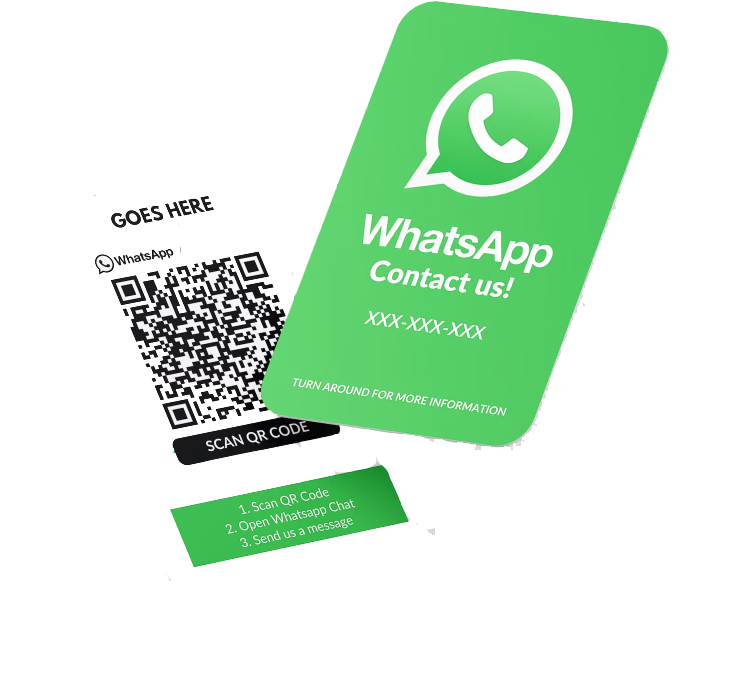 GOES HERE
WhatsApp
SCAN QR CODE
1. Scan QR Code
2. Open Whatsapp Chat
3. Send us a message
WhatsApp
Contact us!
XXX-XXX-XXX
TURN AROUND FOR MORE INFORMATION